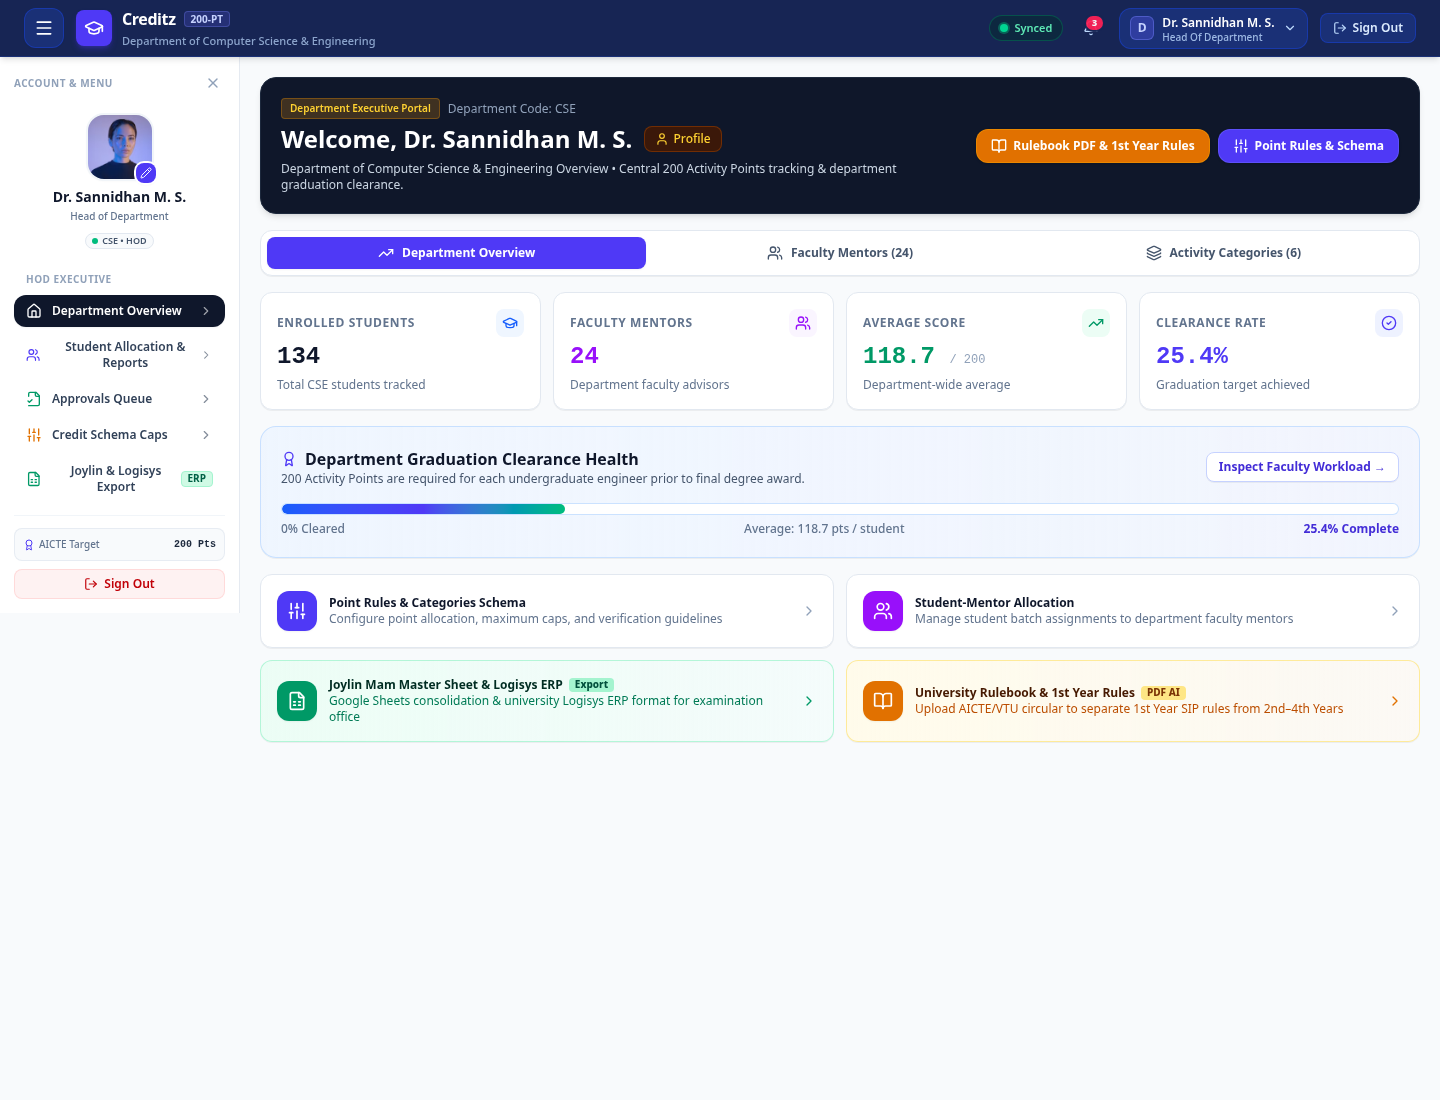 Creditz
200-PT
Department of Computer Science & Engineering
Synced
3
D
Dr. Sannidhan M. S.
Head Of Department
Sign Out
ACCOUNT & MENU
Dr. Sannidhan M. S.
Head of Department
CSE • HOD
HOD EXECUTIVE
Department Overview
Student Allocation &
Reports
Approvals Queue
Credit Schema Caps
Joylin & Logisys
Export
ERP
AICTE Target
200 Pts
Sign Out
Department Executive Portal
Department Code: CSE
Welcome, Dr. Sannidhan M. S.
Profile
Department of Computer Science & Engineering Overview • Central 200 Activity Points tracking & department
graduation clearance.
Rulebook PDF & 1st Year Rules
Point Rules & Schema
Department Overview
Faculty Mentors (24)
Activity Categories (6)
ENROLLED STUDENTS
134
Total CSE students tracked
FACULTY MENTORS
24
Department faculty advisors
AVERAGE SCORE
118.7 / 200
Department-wide average
CLEARANCE RATE
25.4%
Graduation target achieved
Department Graduation Clearance Health
200 Activity Points are required for each undergraduate engineer prior to final degree award.
Inspect Faculty Workload →
0% Cleared
Average: 118.7 pts / student
25.4% Complete
Point Rules & Categories Schema
Configure point allocation, maximum caps, and verification guidelines
Student-Mentor Allocation
Manage student batch assignments to department faculty mentors
Joylin Mam Master Sheet & Logisys ERP
Export
Google Sheets consolidation & university Logisys ERP format for examination
office
University Rulebook & 1st Year Rules
PDF AI
Upload AICTE/VTU circular to separate 1st Year SIP rules from 2nd–4th Years